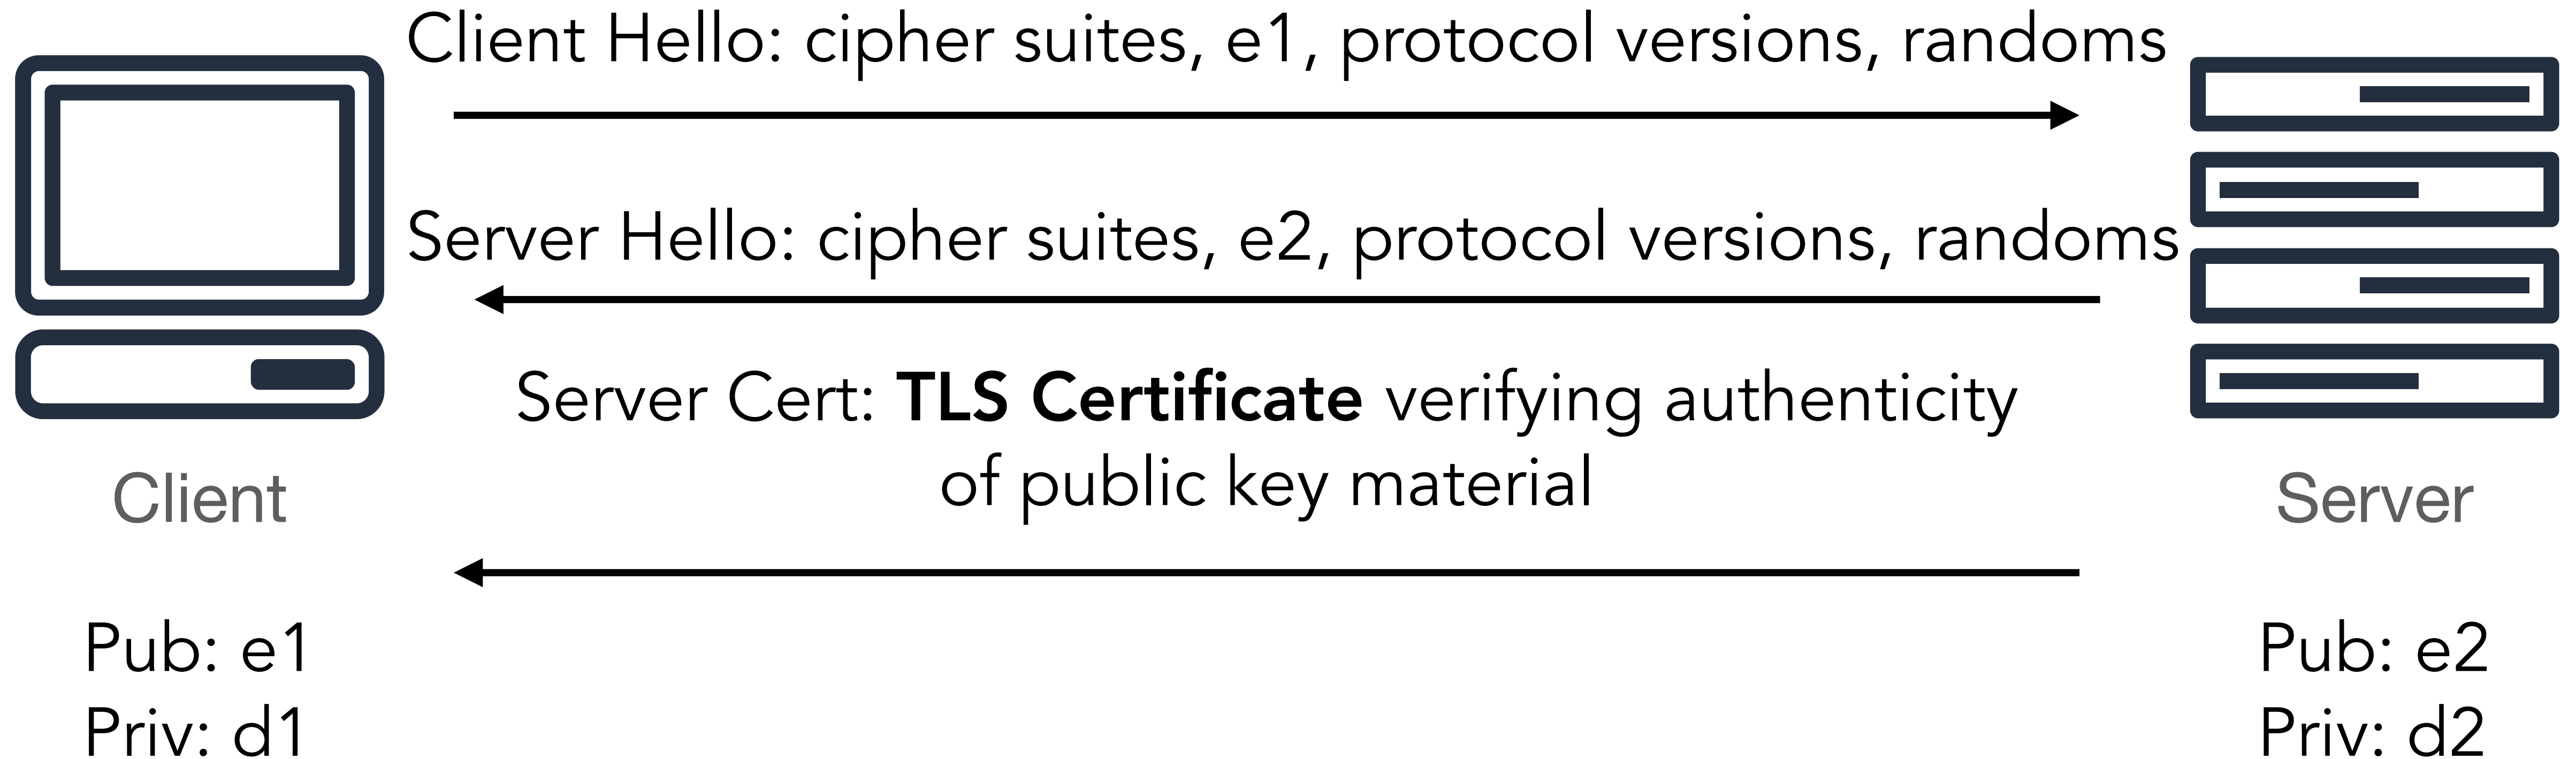 Client Hello: cipher suites, e1, protocol versions, randoms
Server Hello: cipher suites, e2, protocol versions, randoms
Server Cert: TLS Certificate verifying authenticity
of public key material
Client
Server
Pub: e1
Priv: d1
Pub: e2
Priv: d2